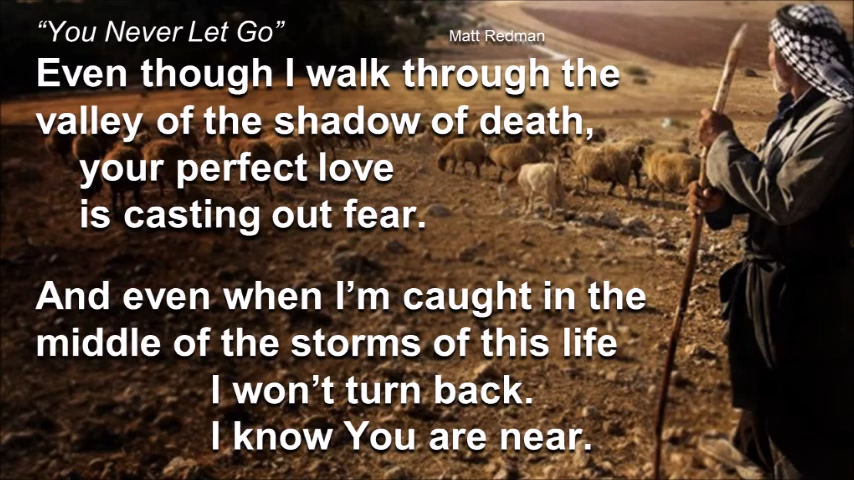 “You Never Let Go” Matt Redman
Even though I walk through the
valley of the shadow of death,
your perfect love
is casting out fear.
And even when I’m caught in the
middle of the storms of this life
I won’t turn back.
I know You are near.